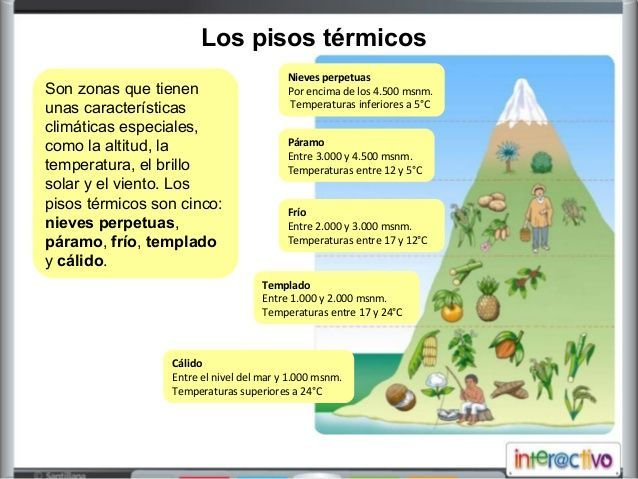 Los pisos térmicos
Son zonas que tienen
unas características
climáticas especiales,
como la altitud, la
temperatura, el brillo
solar y el viento. Los
pisos térmicos son cinco:
nieves perpetuas,
páramo, frío, templado
y cálido.
Nieves perpetuas
Por encima de los 4.500 msnm.
Temperaturas inferiores a 5°C
Páramo
Entre 3.000 y 4.500 msnm.
Temperaturas entre 12 y 5°C
Frío
Entre 2.000 y 3.000 msnm.
Temperaturas entre 17 y 12°C
Templado
Entre 1.000 y 2.000 msnm.
Temperaturas entre 17 y 24°C
Cálido
Entre el nivel del mar y 1.000 msnm.
Temperaturas superiores a 24°C
inter@ctivo
© Santillana